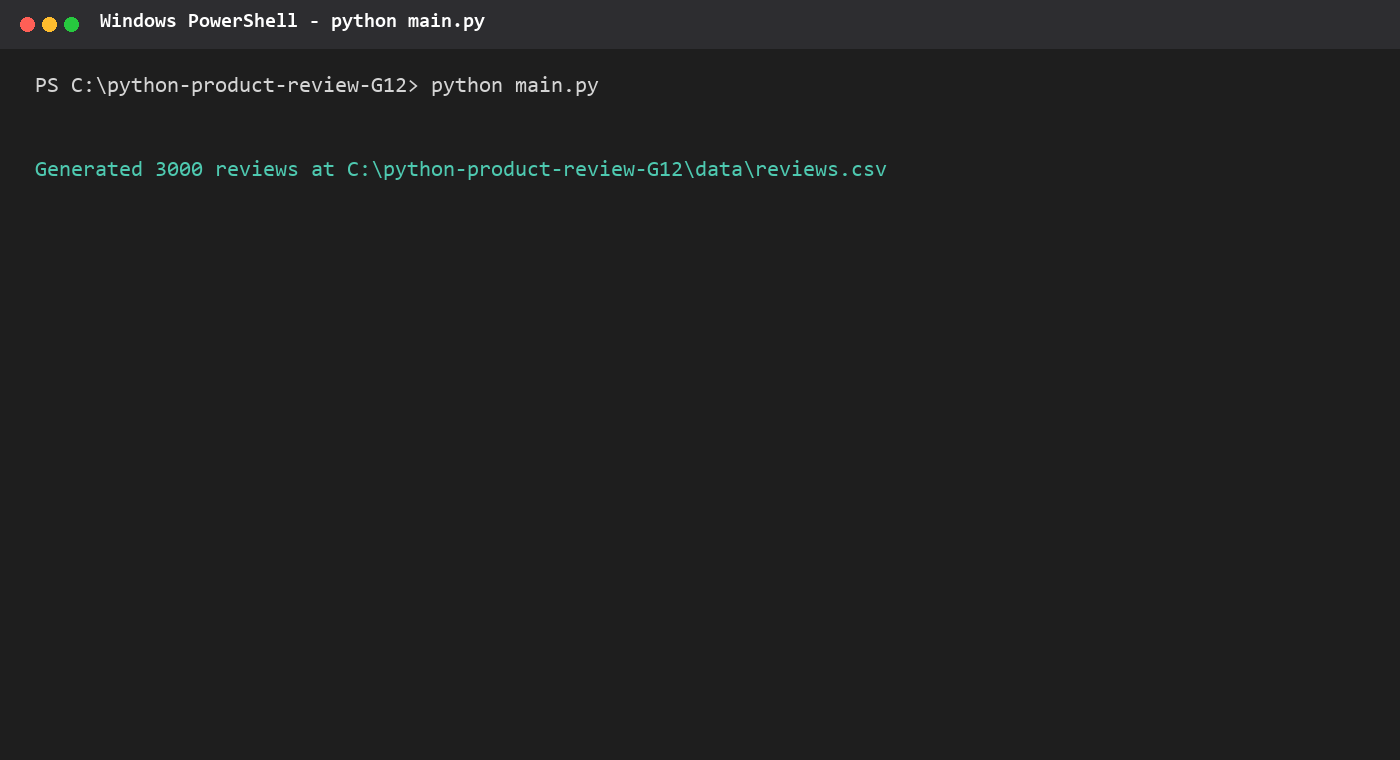 Windows PowerShell - python main.py
PS C:\python-product-review-G12> python main.py
Generated 3000 reviews at C:\python-product-review-G12\data\reviews.csv